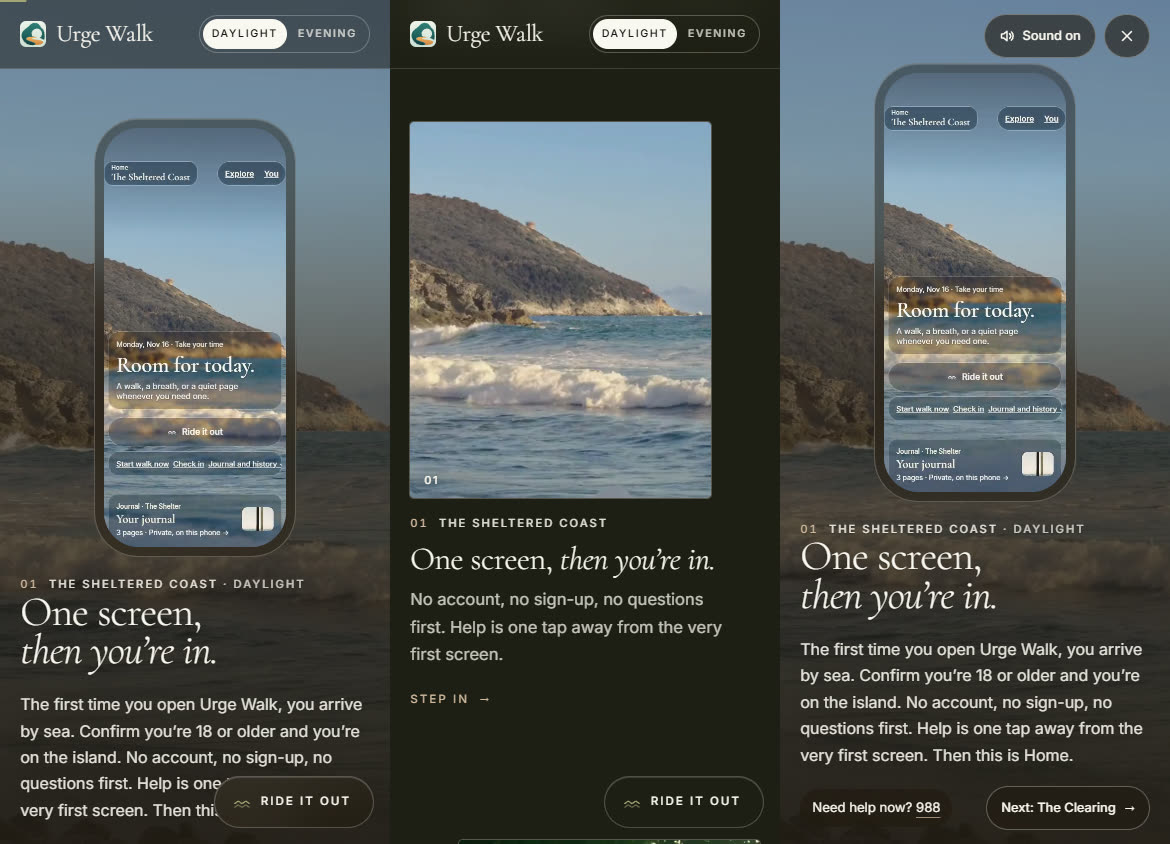 Urge Walk
DAYLIGHT EVENING
Home
The Sheltered Coast
Explore You
Monday, Nov 16 · Take your time
Room for today.
A walk, a breath, or a quiet page
whenever you need one.
Ride it out
Start walk now Check in Journal and history
Journal · The Shelter
Your journal
3 pages · Private, on this phone →
01 THE SHELTERED COAST · DAYLIGHT
One screen,
then you're in.
The first time you open Urge Walk, you arrive
by sea. Confirm you're 18 or older and you're
on the island. No account, no sign-up, no
questions first. Help is one
very first screen. Then this
RIDE IT OUT
Urge Walk
DAYLIGHT EVENING
01
01 THE SHELTERED COAST
One screen, then you're in.
No account, no sign-up, no questions
first. Help is one tap away from the very
first screen.
STEP IN →
RIDE IT OUT
Sound on
Home
The Sheltered Coast
Explore You
Monday, Nov 16 · Take your time
Room for today.
A walk, a breath, or a quiet page
whenever you need one.
Ride it out
Start walk now Check in Journal and history
Journal · The Shelter
Your journal
3 pages · Private, on this phone →
01 THE SHELTERED COAST · DAYLIGHT
One screen,
then you're in.
The first time you open Urge Walk, you arrive
by sea. Confirm you're 18 or older and you're
on the island. No account, no sign-up, no
questions first. Help is one tap away from the
very first screen. Then this is Home.
Need help now? 988
Next: The Clearing →